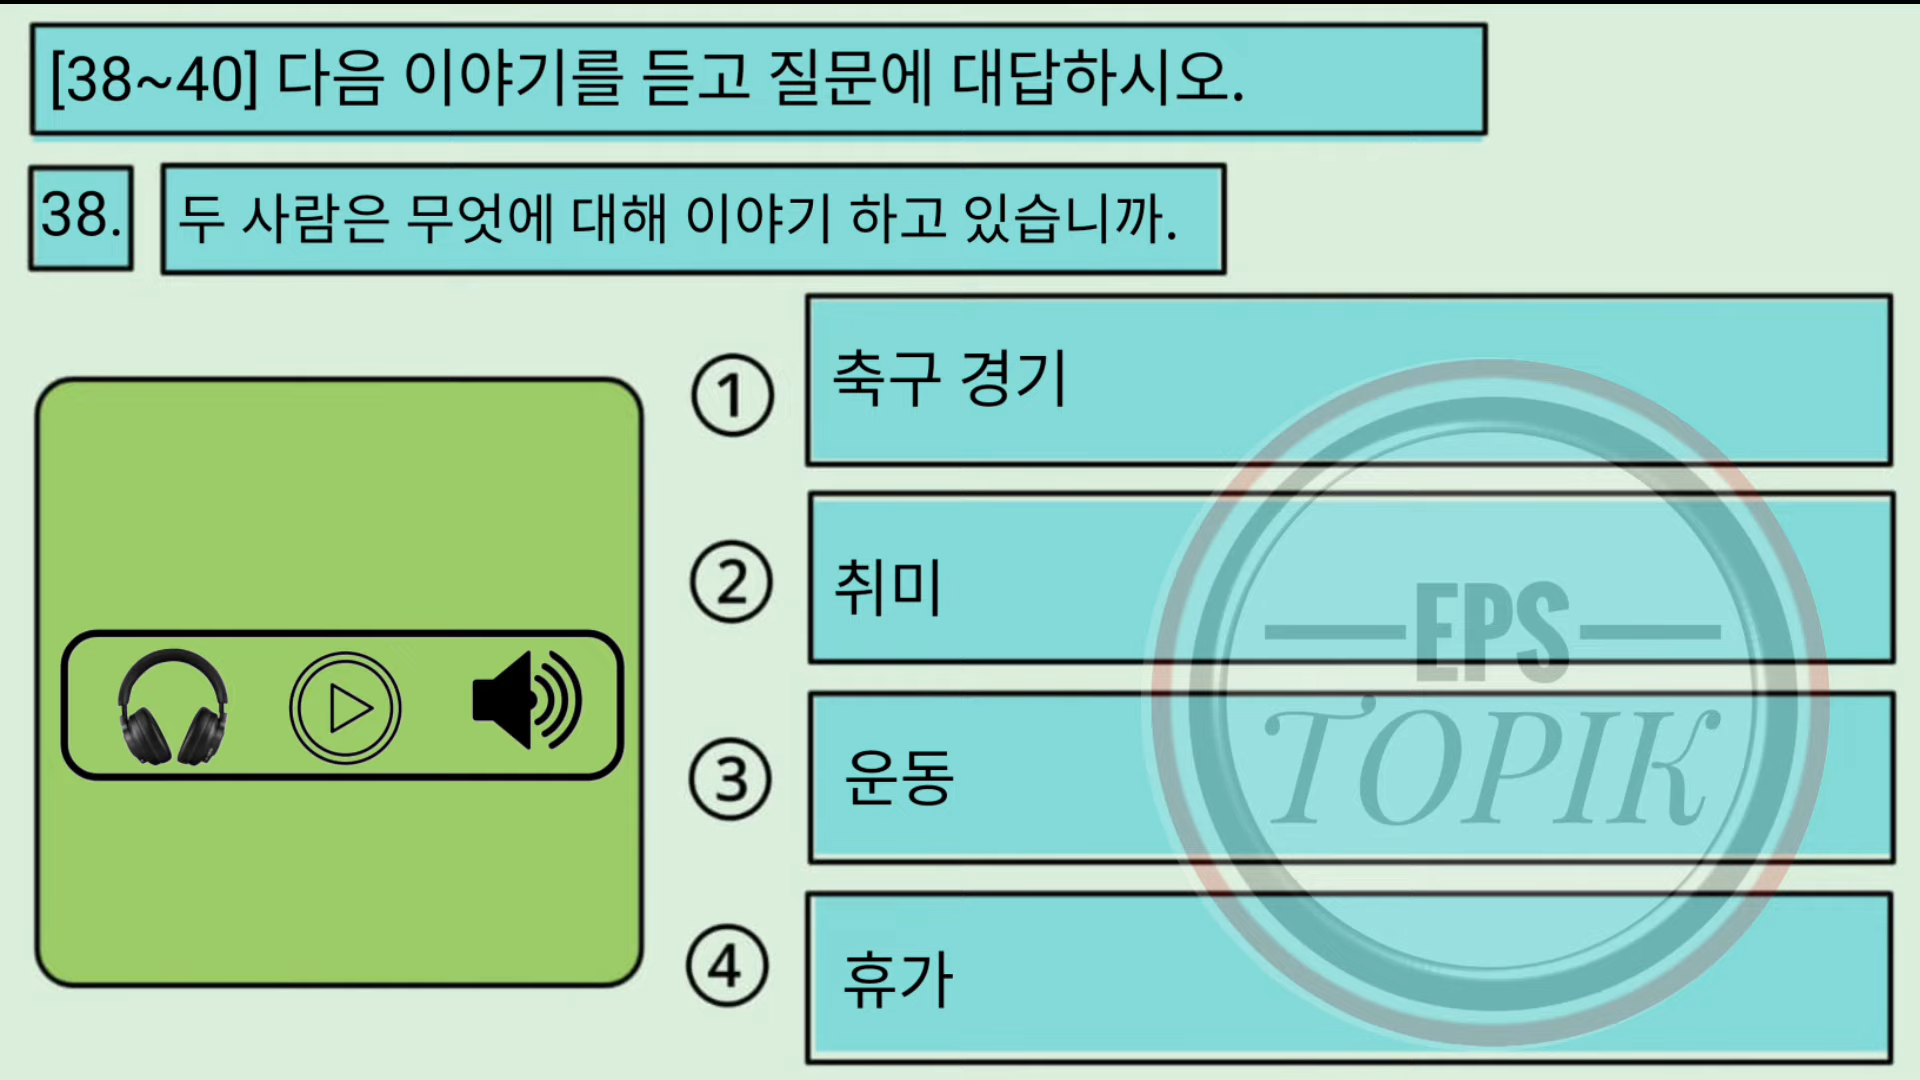 [38~40] 다음 이야기를 듣고 질문에 대답하시오.
38. 두 사람은 무엇에 대해 이야기 하고 있습니까.
① 축구 경기
② 취미
③ 운동
④ 휴가
EPS
TOPIK